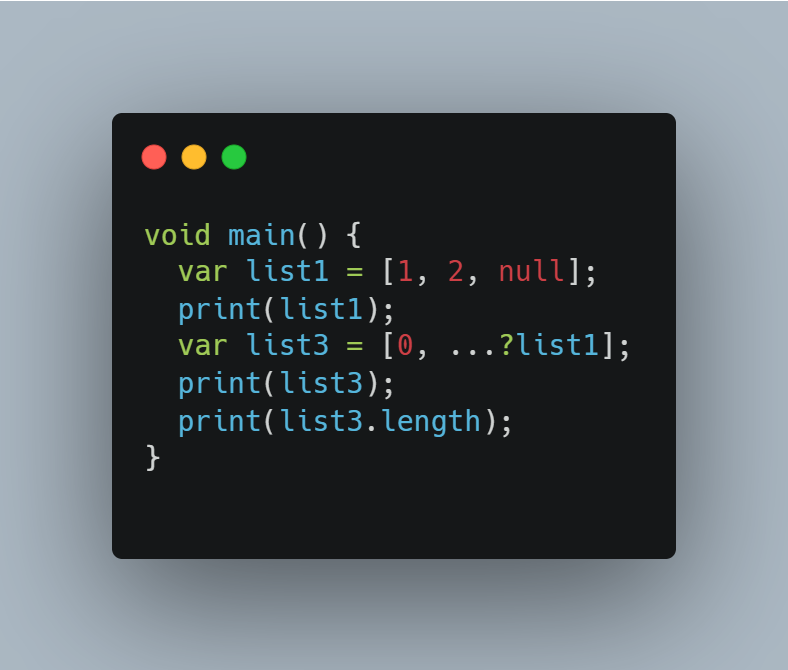 void main() {
  var list1 = [1, 2, null];
  print(list1);
  var list3 = [0, ...?list1];
  print(list3);
  print(list3.length);
}